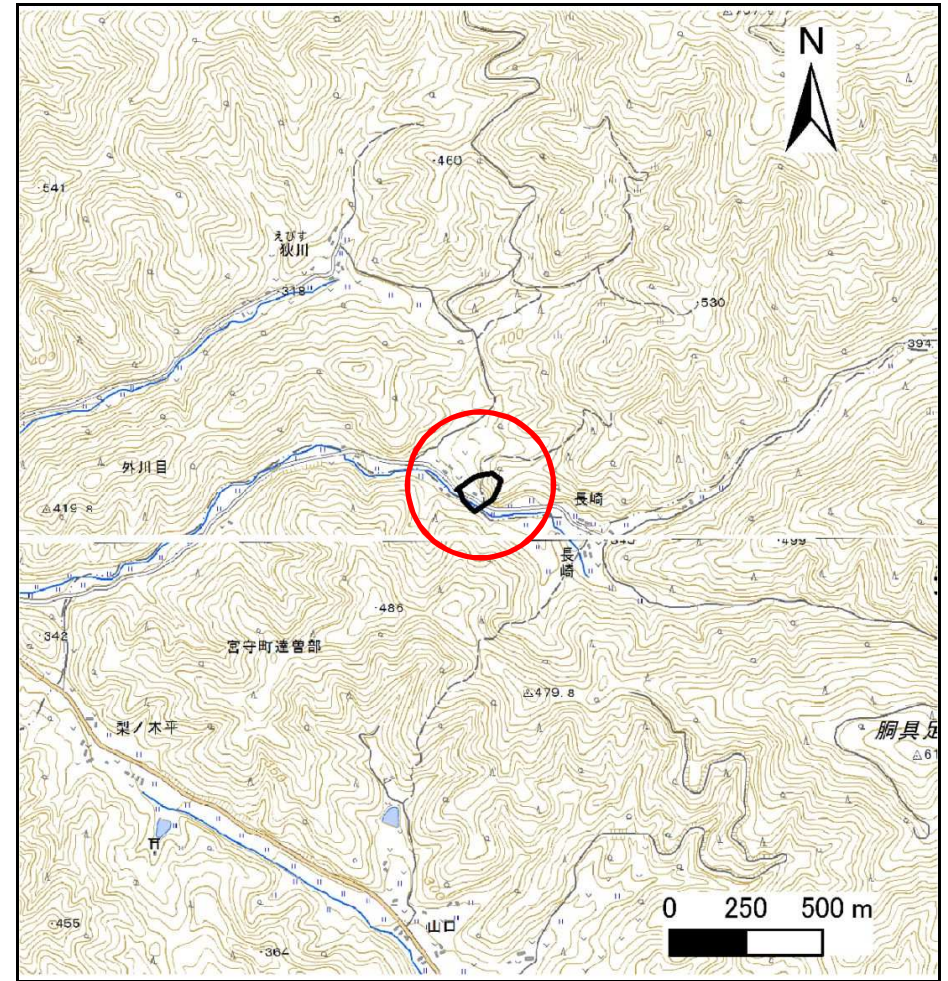 N
・460
・541
えびす
狄川
・318
・530
400
400
394
外川目
△419.8
長崎
・499
長崎
・486
・342
宮守町達曽部
△479.8
梨ノ木平
胴具足
△61
0 250 500 m
山口
・455
・364